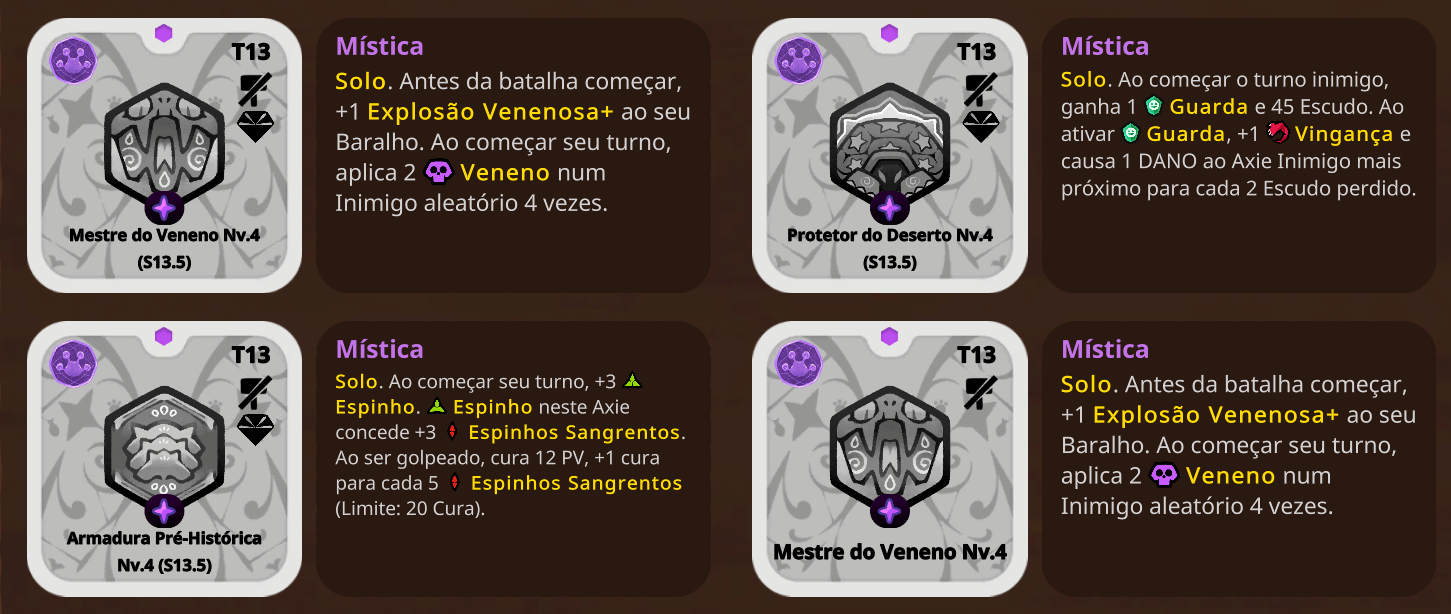 T13
Mestre do Veneno Nv.4
(S13.5)
Mística
Solo. Antes da batalha começar,
+1 Explosão Venenosa+ ao seu
Baralho. Ao começar seu turno,
aplica 2 Veneno num
Inimigo aleatório 4 vezes.
T13
Protetor do Deserto Nv.4
(S13.5)
Mística
Solo. Ao começar o turno inimigo,
ganha 1 Guarda e 45 Escudo. Ao
ativar Guarda, +1 Vingança e
causa 1 DANO ao Axie Inimigo mais
próximo para cada 2 Escudo perdido.
T13
Armadura Pré-Histórica
Nv.4 (S13.5)
Mística
Solo. Ao começar seu turno, +3
Espinho. Espinho neste Axie
concede +3 Espinhos Sangrentos.
Ao ser golpeado, cura 12 PV, +1 cura
para cada 5 Espinhos Sangrentos
(Limite: 20 Cura).
T13
Mestre do Veneno Nv.4
Mística
Solo. Antes da batalha começar,
+1 Explosão Venenosa+ ao seu
Baralho. Ao começar seu turno,
aplica 2 Veneno num
Inimigo aleatório 4 vezes.